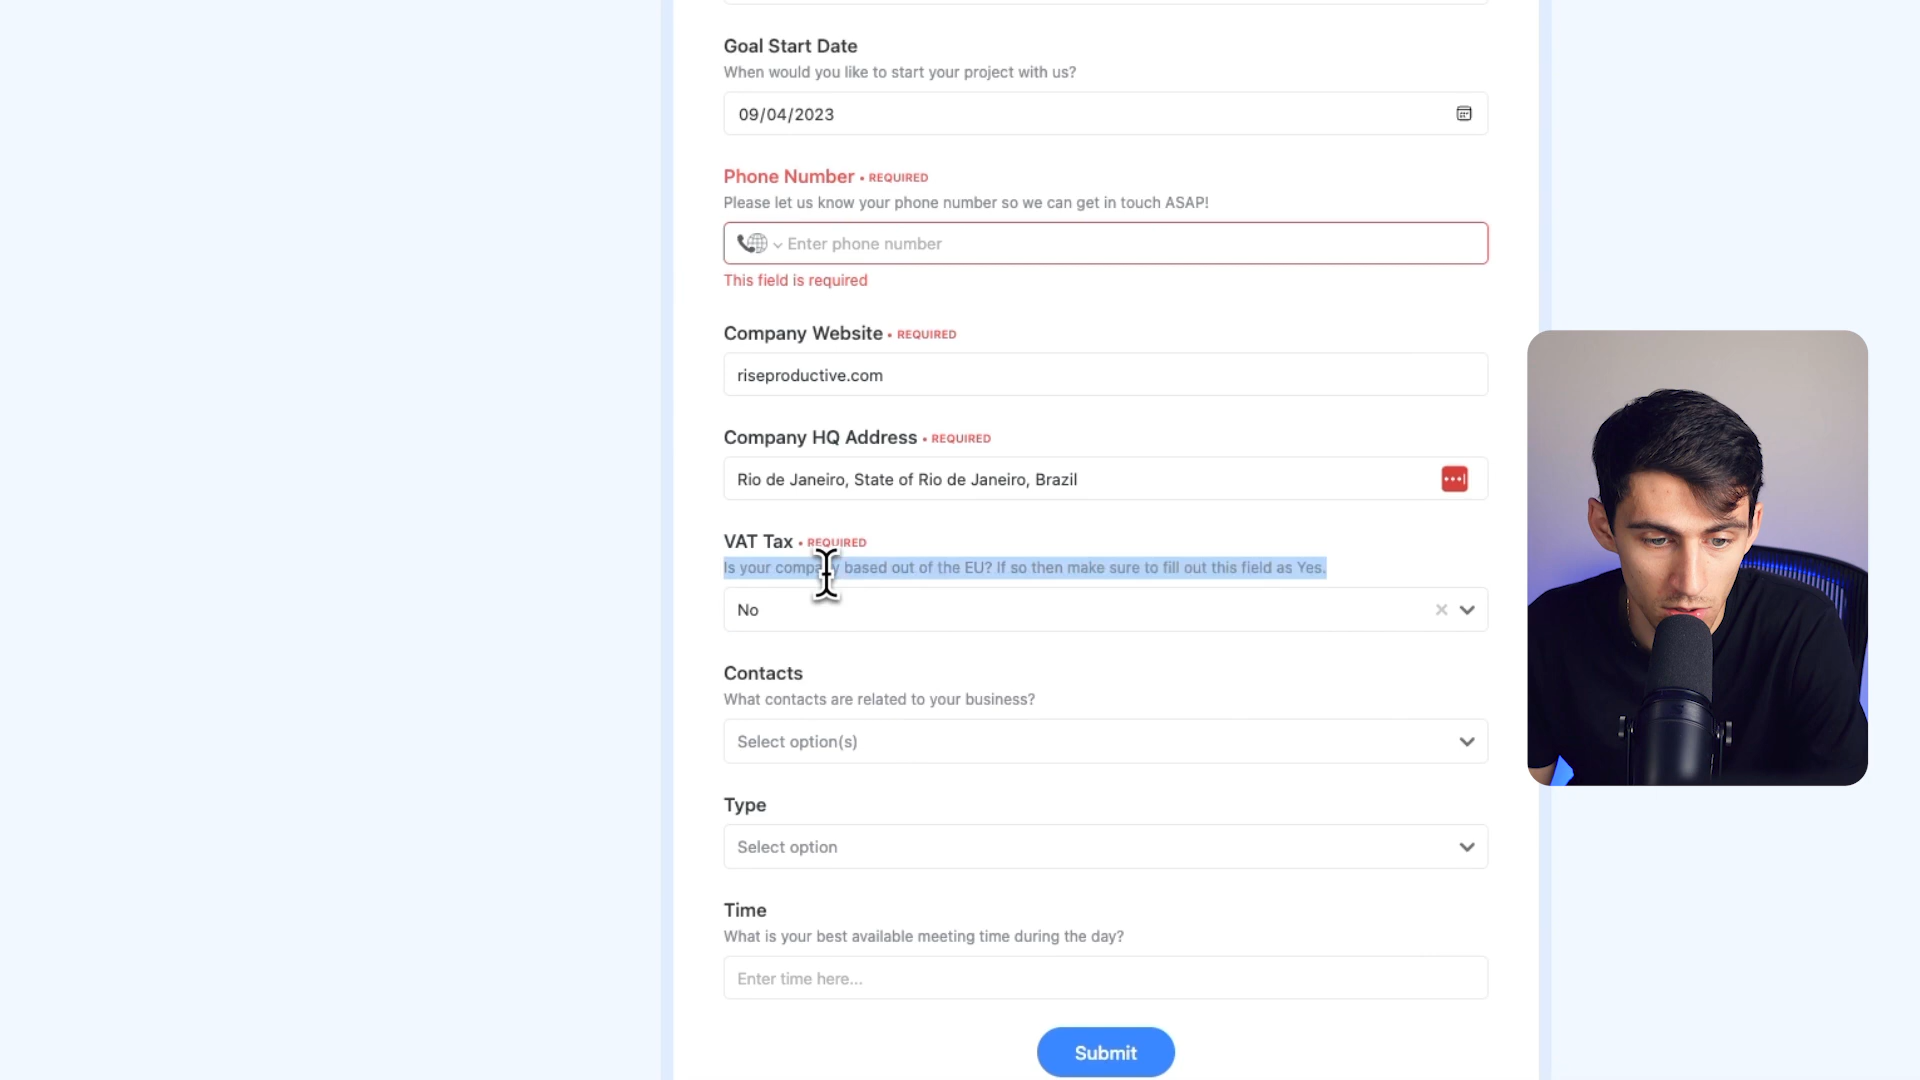 Goal Start Date
When would you like to start your project with us?
09/04/2023
Phone Number • REQUIRED
Please let us know your phone number so we can get in touch ASAP!
Enter phone number
This field is required
Company Website • REQUIRED
riseproductive.com
Company HQ Address • REQUIRED
Rio de Janeiro, State of Rio de Janeiro, Brazil
VAT Tax • REQUIRED
Is your company based out of the EU? If so then make sure to fill out this field as Yes.
No
Contacts
What contacts are related to your business?
Select option(s)
Type
Select option
Time
What is your best available meeting time during the day?
Enter time here...
Submit